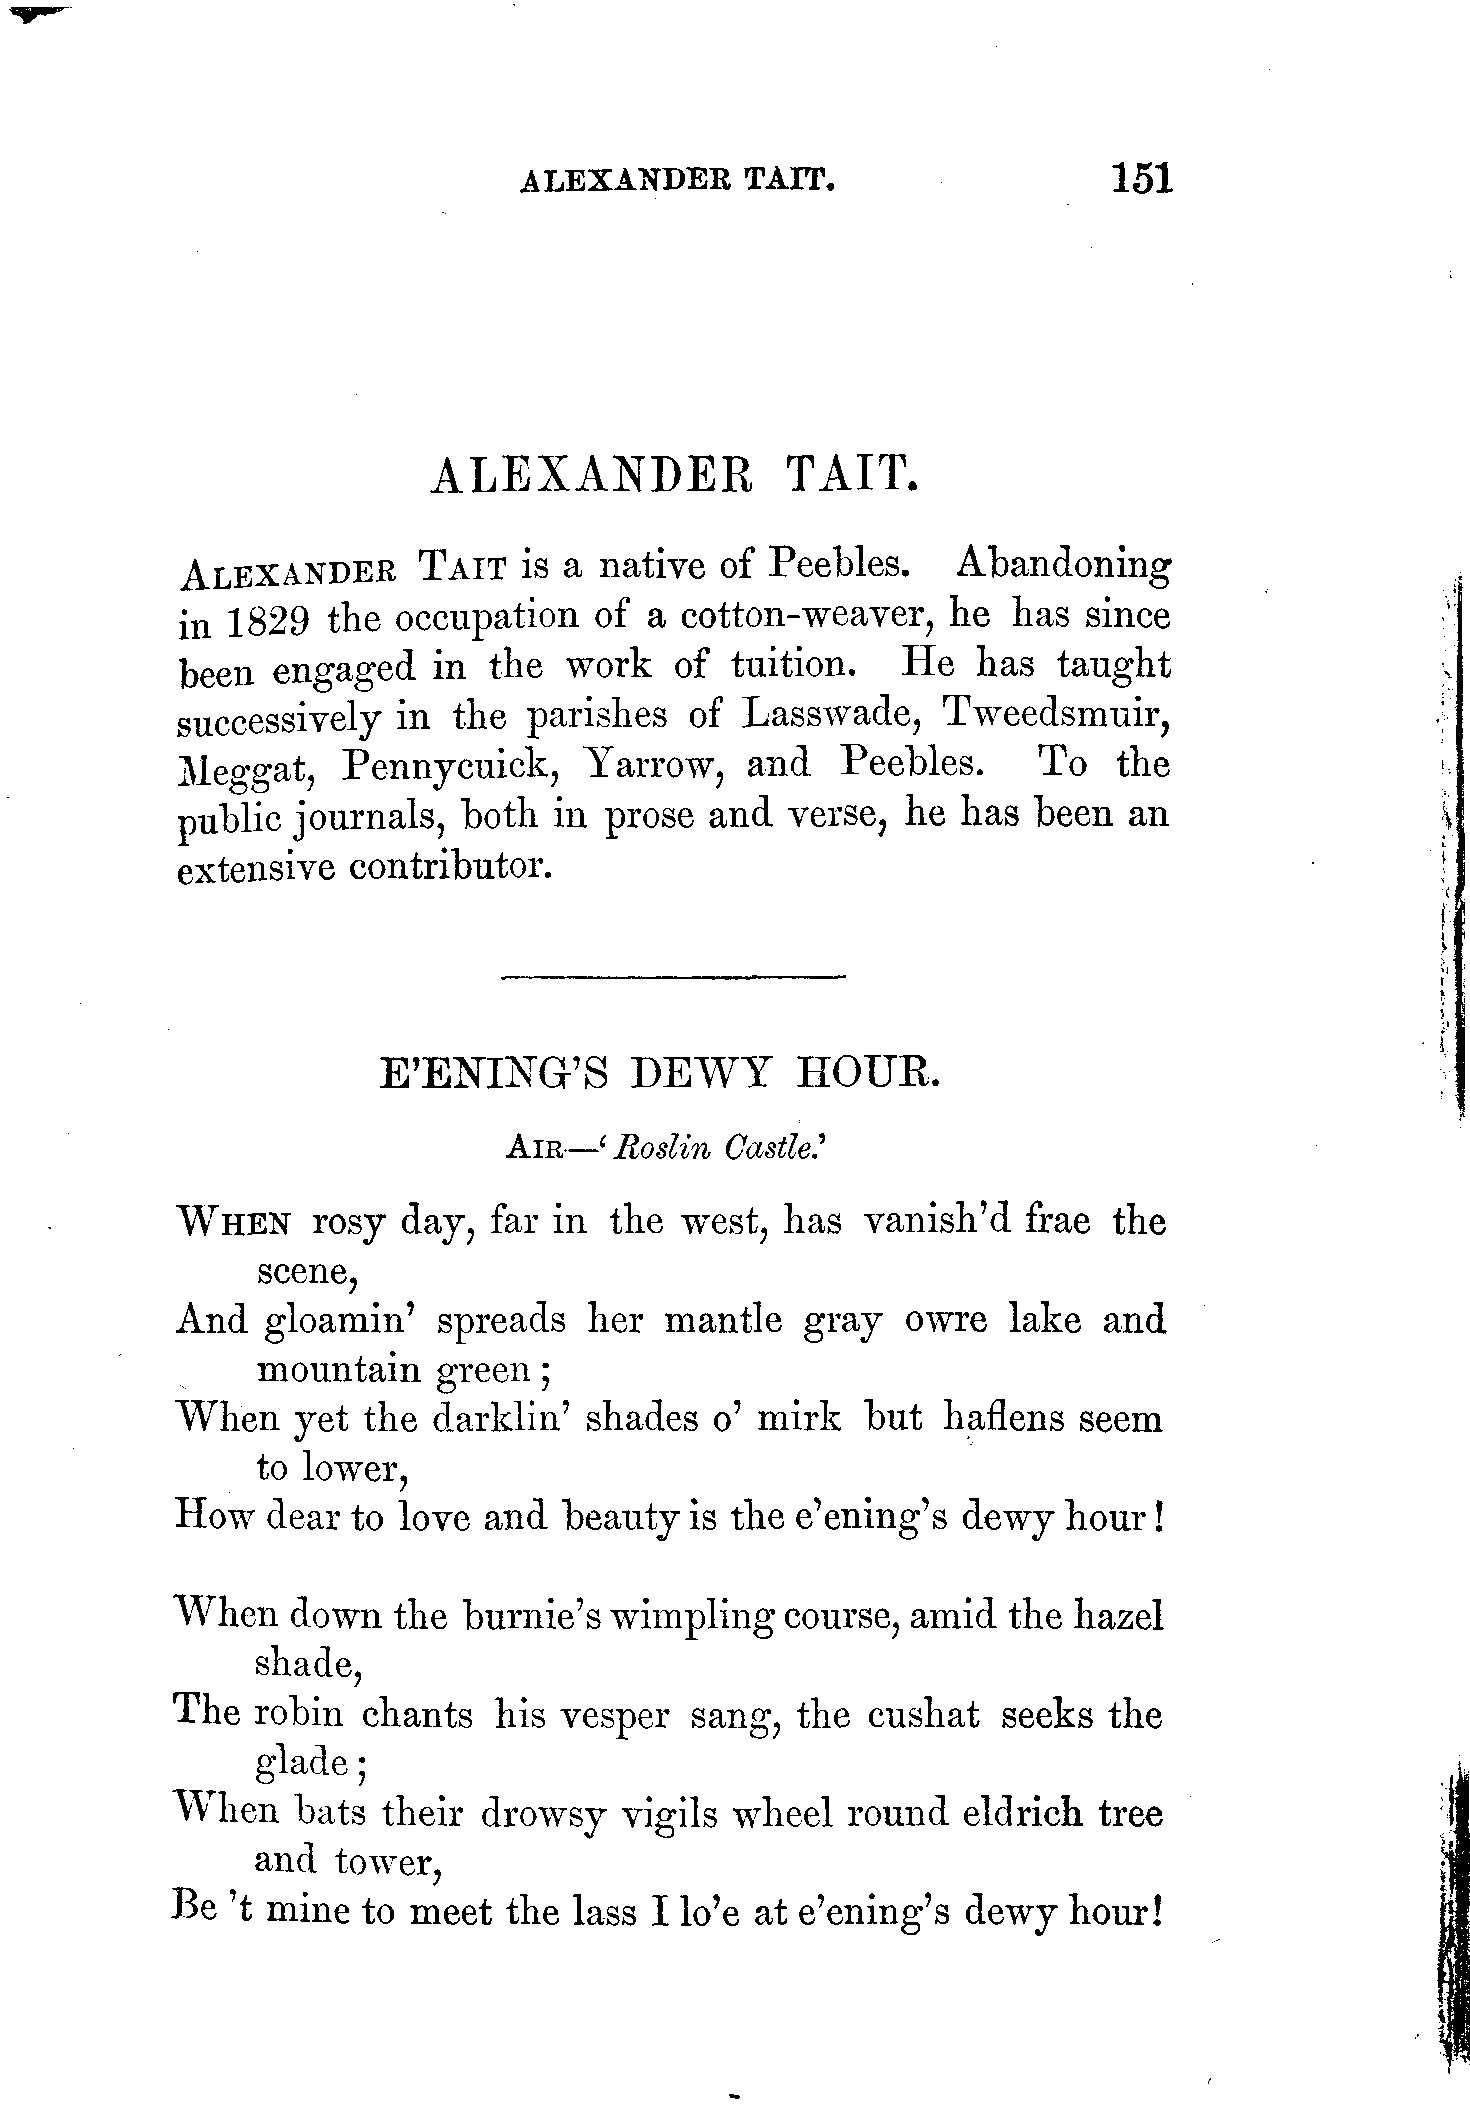 ALEXANDER TAIT. 151
ALEXANDER TAIT.
ALEXANDER TAIT is a native of Peebles. Abandoning
in 1829 the occupation of a cotton-weaver, he has since
been engaged in the work of tuition. He has taught
successively in the parishes of Lasswade, Tweedsmuir,
Meggat, Pennycuick, Yarrow, and Peebles. To the
public journals, both in prose and verse, he has been an
extensive contributor.
E'ENING'S DEWY HOUR.
AIR—'Roslin Castle.'
WHEN rosy day, far in the west, has vanish'd frae the
scene,
And gloamin' spreads her mantle gray owre lake and
mountain green;
When yet the darklin' shades o' mirk but haflens seem
to lower,
How dear to love and beauty is the e'ening's dewy hour!
When down the burnie's wimpling course, amid the hazel
shade,
The robin chants his vesper sang, the cushat seeks the
glade;
When bats their drowsy vigils wheel round eldrich tree
and tower,
Be 't mine to meet the lass I lo'e at e'ening's dewy hour!